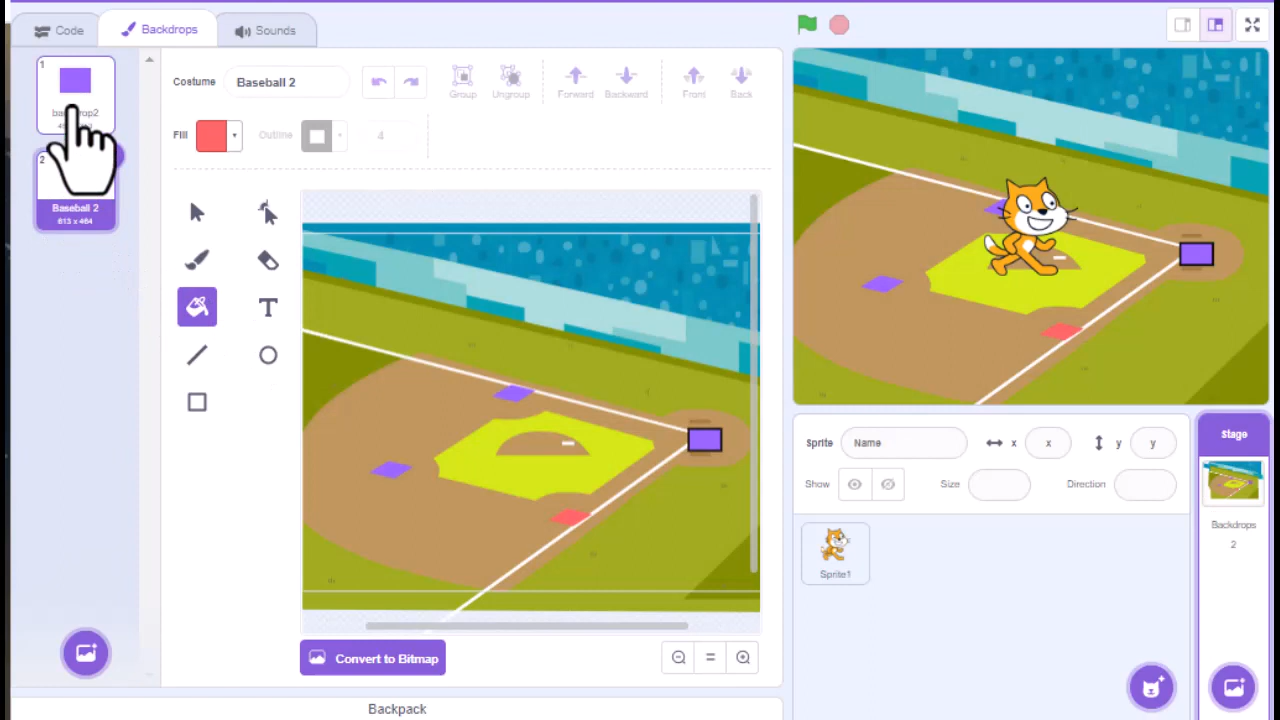 Code
Backdrops
Sounds
1
2
Baseball 2
613 x 464
Costume
Baseball 2
Group
Ungroup
Forward
Backward
Front
Back
Fill
Outline
4
Convert to Bitmap
Backpack
Sprite
Name
x
x
y
y
Show
Size
Direction
Sprite1
Stage
Backdrops
2